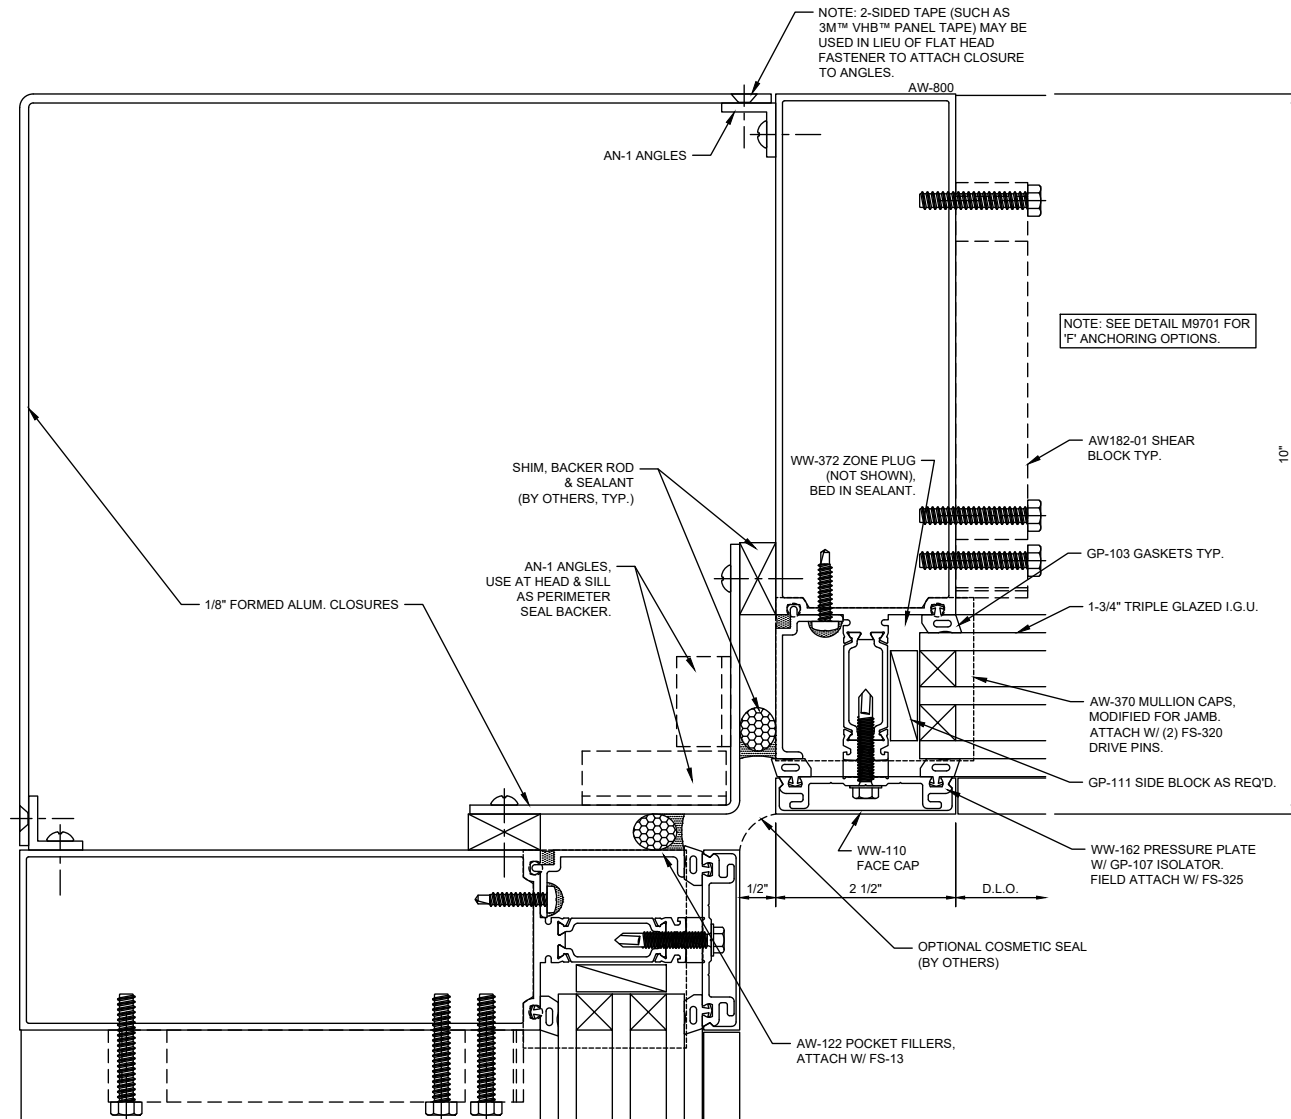 NOTE: 2-SIDED TAPE (SUCH AS
3M™ VHB™ PANEL TAPE) MAY BE
USED IN LIEU OF FLAT HEAD
FASTENER TO ATTACH CLOSURE
TO ANGLES.
AW-800
AN-1 ANGLES
NOTE: SEE DETAIL M9701 FOR
'F' ANCHORING OPTIONS.
AW182-01 SHEAR
BLOCK TYP.
10"
SHIM, BACKER ROD
& SEALANT
(BY OTHERS, TYP.)
WW-372 ZONE PLUG
(NOT SHOWN),
BED IN SEALANT.
GP-103 GASKETS TYP.
AN-1 ANGLES,
USE AT HEAD & SILL
AS PERIMETER
SEAL BACKER.
1/8" FORMED ALUM. CLOSURES
1-3/4" TRIPLE GLAZED I.G.U.
AW-370 MULLION CAPS,
MODIFIED FOR JAMB.
ATTACH W/ (2) FS-320
DRIVE PINS.
GP-111 SIDE BLOCK AS REQ'D.
WW-110
FACE CAP
WW-162 PRESSURE PLATE
W/ GP-107 ISOLATOR.
FIELD ATTACH W/ FS-325
1/2"
2 1/2"
D.L.O.
OPTIONAL COSMETIC SEAL
(BY OTHERS)
AW-122 POCKET FILLERS,
ATTACH W/ FS-13